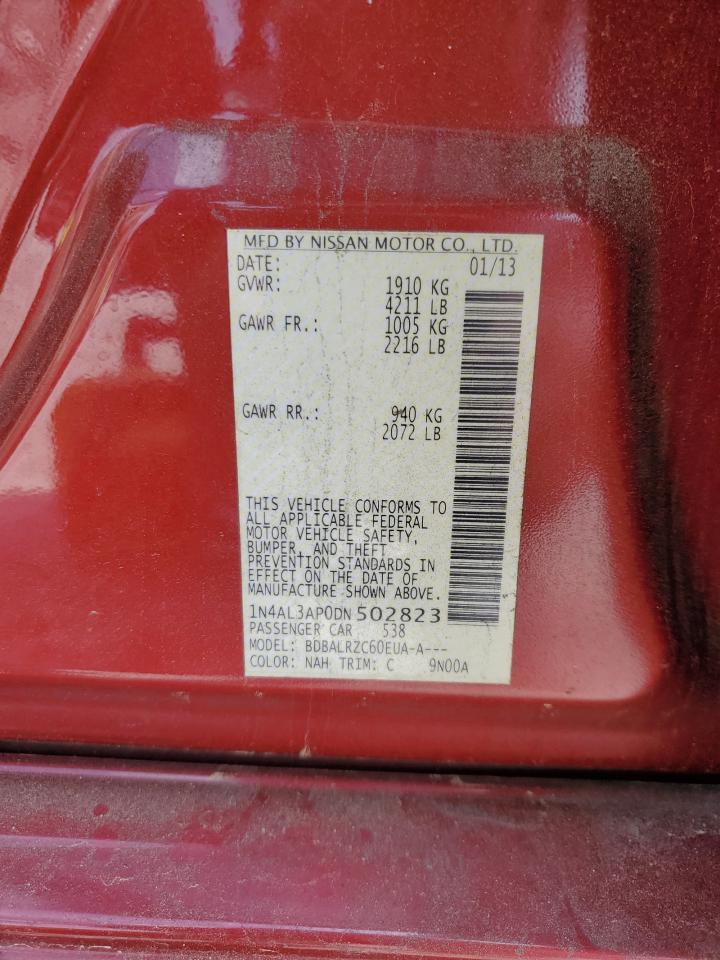 MFD BY NISSAN MOTOR CO., LTD.
DATE: 01/13
GVWR: 1910 KG
4211 LB
GAWR FR.: 1005 KG
2216 LB
GAWR RR.: 940 KG
2072 LB
THIS VEHICLE CONFORMS TO
ALL APPLICABLE FEDERAL
MOTOR VEHICLE SAFETY,
BUMPER, AND THEFT
PREVENTION STANDARDS IN
EFFECT ON THE DATE OF
MANUFACTURE SHOWN ABOVE.
1N4AL3AP0DN502823
PASSENGER CAR 538
MODEL: BDBALRZC60EUA-A---
COLOR: NAH TRIM: C 9N00A